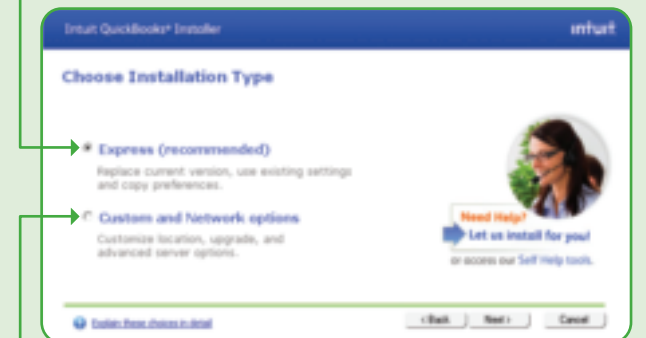 Intuit QuickBooks® Installer
intuit
Choose Installation Type
Express (recommended)
Replace current version, use existing settings
and copy preferences.
Custom and Network options
Customize location, upgrade, and
advanced server options.
Need Help?
Let us install for you!
or access our Self Help tools.
Explain these choices in detail
< Back
Next >
Cancel